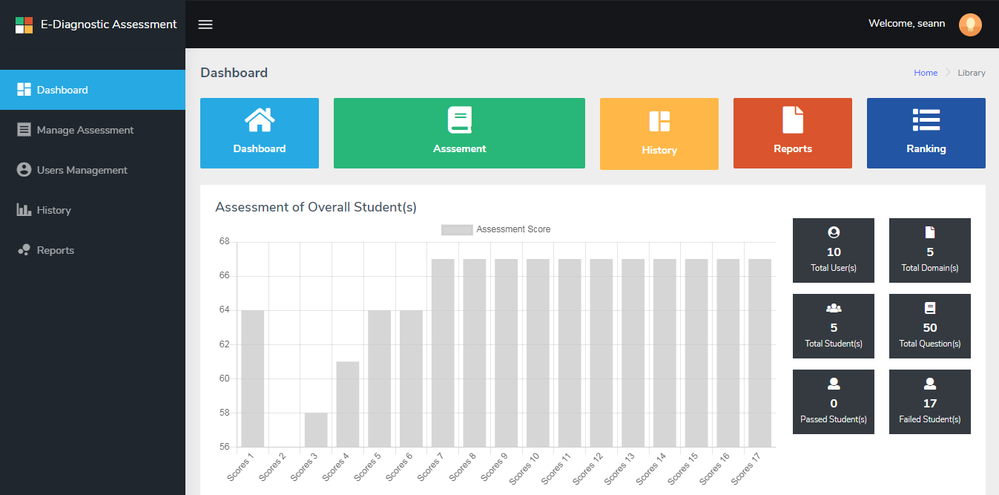 E-Diagnostic Assessment
Welcome, seann
Dashboard
Manage Assessment
Users Management
History
Reports
Dashboard
Home
Library
Dashboard
Asssement
History
Reports
Ranking
Assessment of Overall Student(s)
Assessment Score
68
66
64
62
60
58
56
Scores 1
Scores 2
Scores 3
Scores 4
Scores 5
Scores 6
Scores 7
Scores 8
Scores 9
Scores 10
Scores 11
Scores 12
Scores 13
Scores 14
Scores 15
Scores 16
Scores 17
10
Total User(s)
5
Total Domain(s)
5
Total Student(s)
50
Total Question(s)
0
Passed Student(s)
17
Failed Student(s)